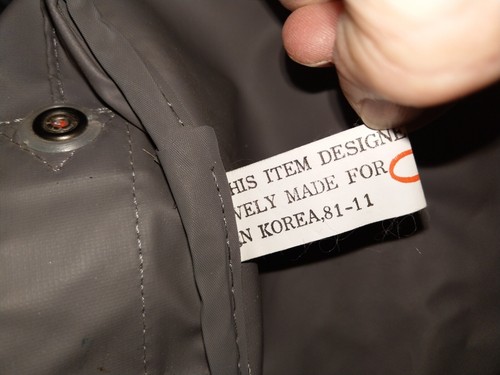 HIS ITEM DESIGNE
VELY MADE FOR
N KOREA,81-11